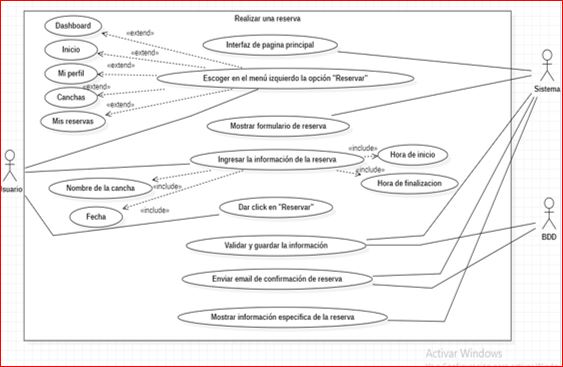 Realizar una reserva
Dashboard
«extend»
Interfaz de pagina principal
Inicio
«extend»
Mi perfil
«extend»
Escoger en el menú izquierdo la opción "Reservar"
Sistema
«extend»
Canchas
«extend»
Mis reservas
Mostrar formulario de reserva
«include»
Hora de inicio
Ingresar la información de la reserva
«include»
Hora de finalizacion
Usuario
Nombre de la cancha
«include»
Fecha
«include»
Dar click en "Reservar"
BDD
Validar y guardar la información
Enviar email de confirmación de reserva
Mostrar información especifica de la reserva
Activar Windows